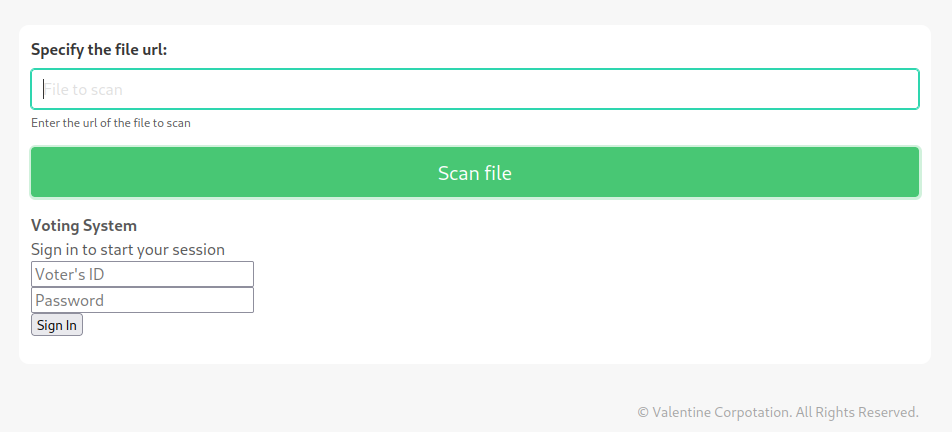 Specify the file url:
File to scan
Enter the url of the file to scan
Scan file
Voting System
Sign in to start your session
Voter's ID
Password
Sign In
© Valentine Corpotation. All Rights Reserved.